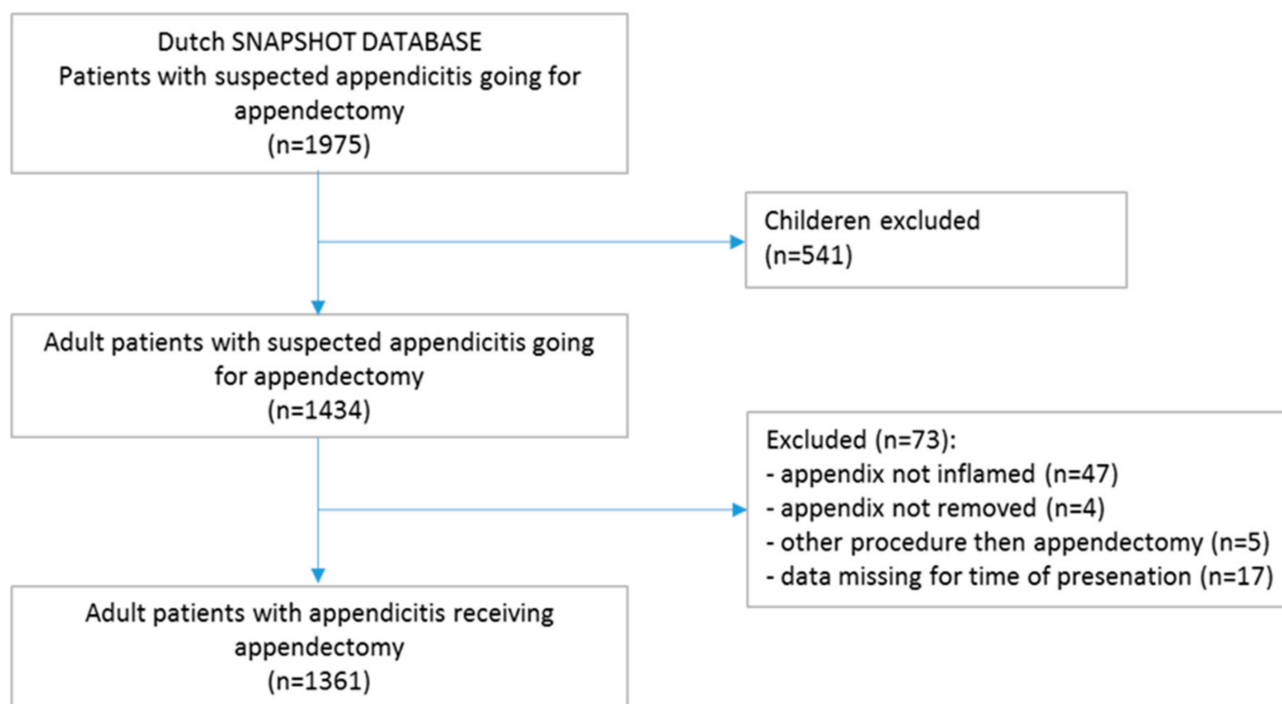 Dutch SNAPSHOT DATABASE
Patients with suspected appendicitis going for
appendectomy
(n=1975)
Childeren excluded
(n=541)
Adult patients with suspected appendicitis going
for appendectomy
(n=1434)
Excluded (n=73):
- appendix not inflamed (n=47)
- appendix not removed (n=4)
- other procedure then appendectomy (n=5)
- data missing for time of presenation (n=17)
Adult patients with appendicitis receiving
appendectomy
(n=1361)